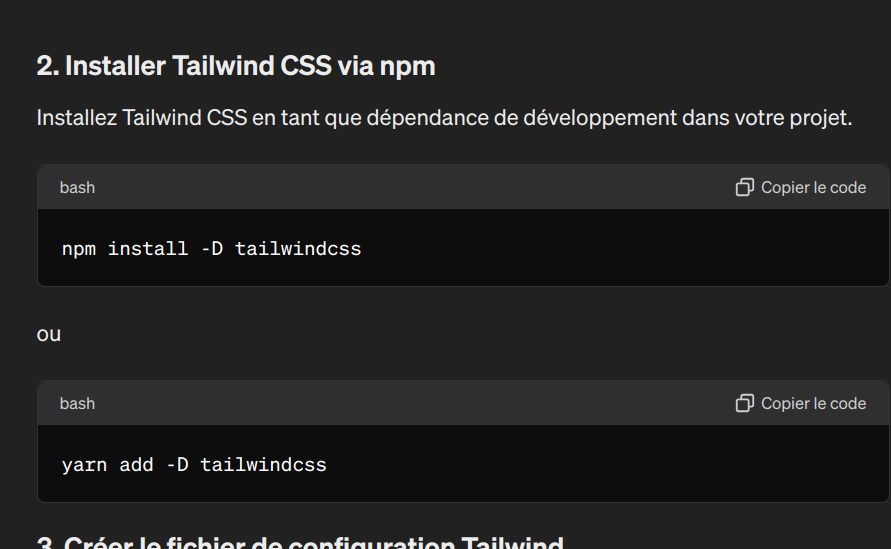 2. Installer Tailwind CSS via npm
Installez Tailwind CSS en tant que dépendance de développement dans votre projet.
bash
Copier le code
npm install -D tailwindcss
ou
bash
Copier le code
yarn add -D tailwindcss
3. Créer le fichier de configuration Tailwind